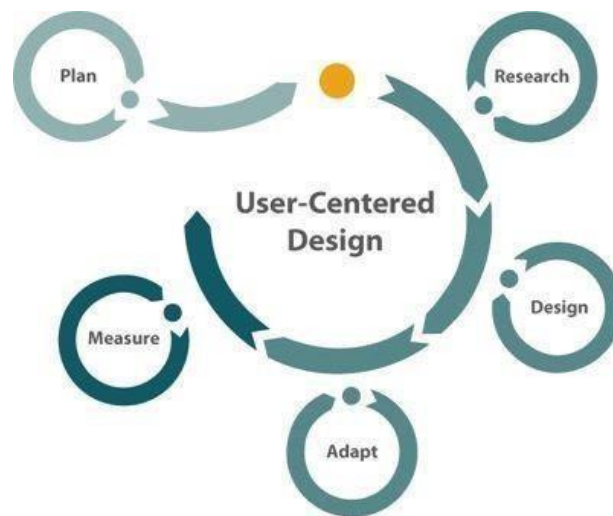 Plan
Research
User-Centered
Design
Design
Measure
Adapt